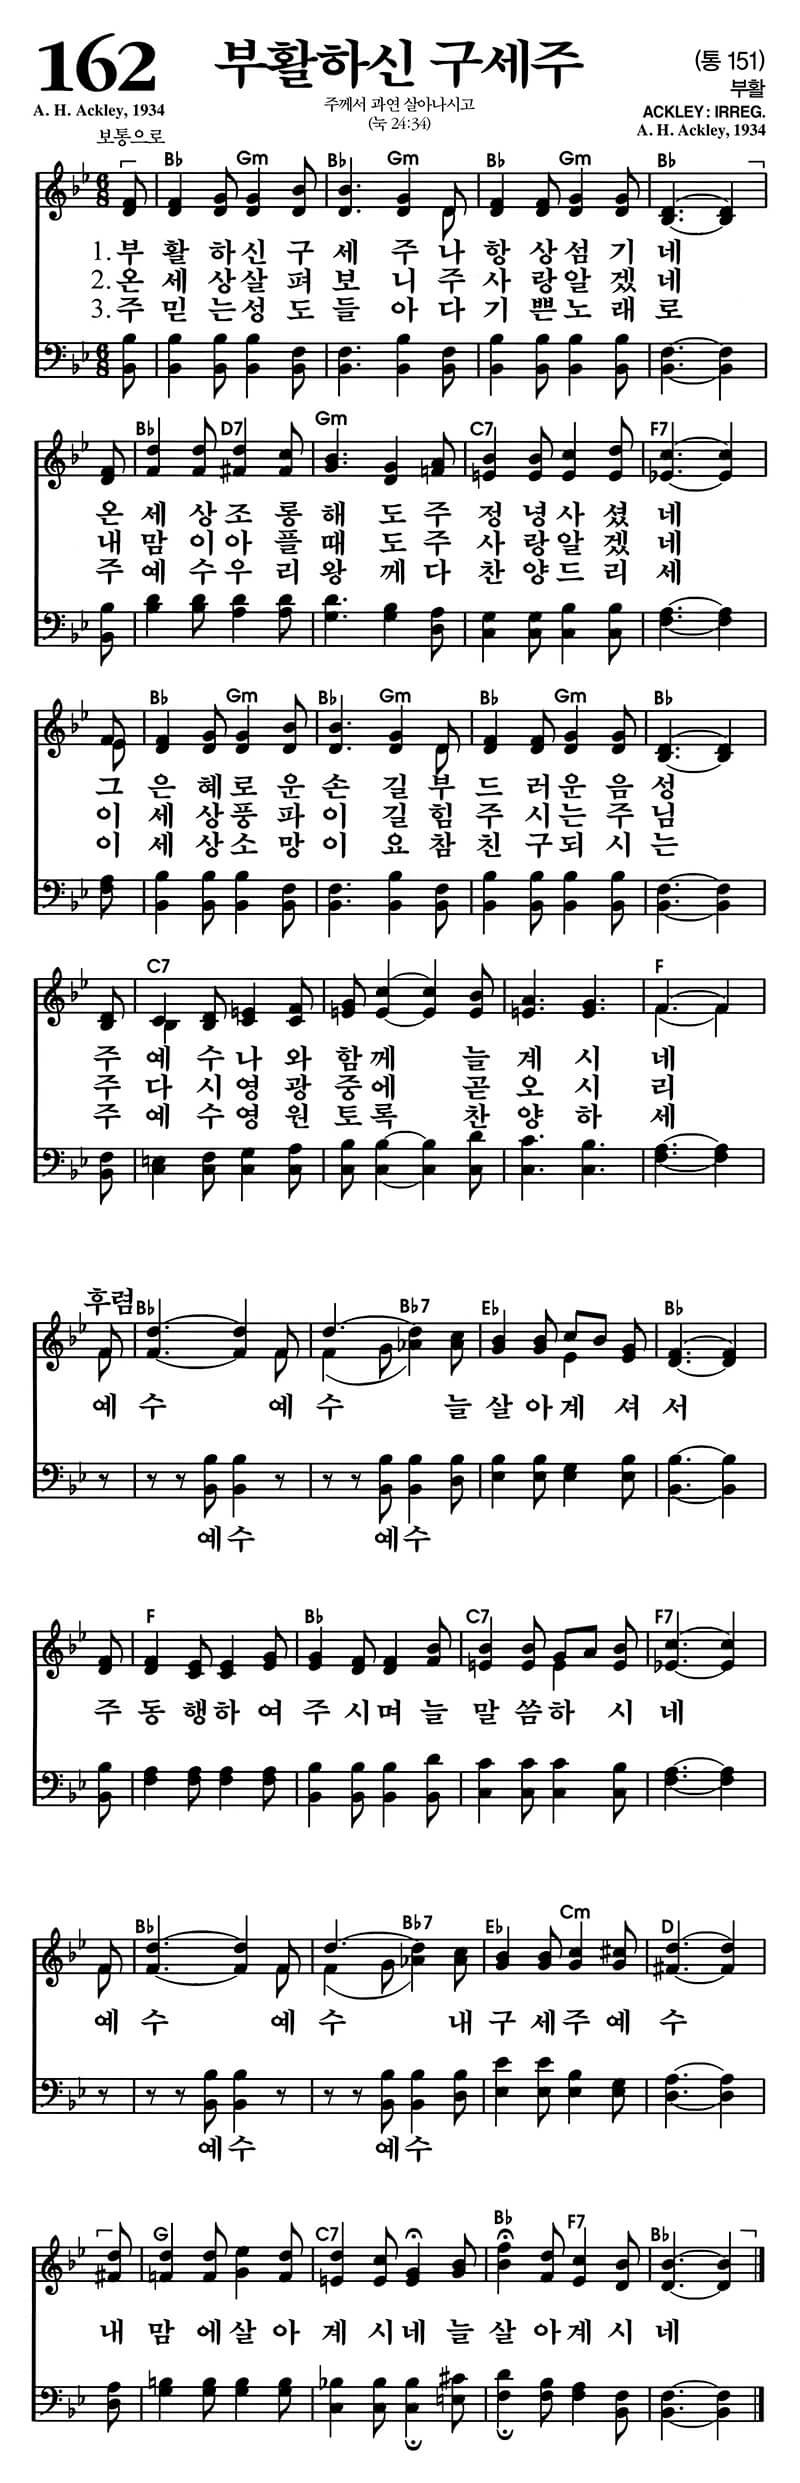 162 부활하신 구세주 (통 151)
부활
A. H. Ackley, 1934 주께서 과연 살아나시고 ACKLEY : IRREG.
(눅 24:34) A. H. Ackley, 1934
보통으로
Bb Gm Bb Gm Bb Gm Bb
1. 부 활 하 신 구 세 주 나 항 상 섬 기 네
2. 온 세 상 살 펴 보 니 주 사 랑 알 겠 네
3. 주 믿 는 성 도 들 아 다 기 쁜 노 래 로
Bb D7 Gm C7 F7
온 세 상 조 롱 해 도 주 정 녕 사 셨 네
내 맘 이 아 플 때 도 주 사 랑 알 겠 네
주 예 수 우 리 왕 께 다 찬 양 드 리 세
Bb Gm Bb Gm Bb Gm Bb
그 은 혜 로 운 손 길 부 드 러 운 음 성
이 세 상 풍 파 이 길 힘 주 시 는 주 님
이 세 상 소 망 이 요 참 친 구 되 시 는
C7 F
주 예 수 나 와 함 께 늘 계 시 네
주 다 시 영 광 중 에 곧 오 시 리
주 예 수 영 원 토 록 찬 양 하 세
후렴 Bb Bb7 Eb Bb
예 수 예 수 늘 살 아 계 셔 서
예 수 예 수
F Bb C7 F7
주 동 행 하 여 주 시 며 늘 말 씀 하 시 네
Bb Bb7 Eb Cm D
예 수 예 수 내 구 세 주 예 수
예 수 예 수
G C7 Bb F7 Bb
내 맘 에 살 아 계 시 네 늘 살 아 계 시 네